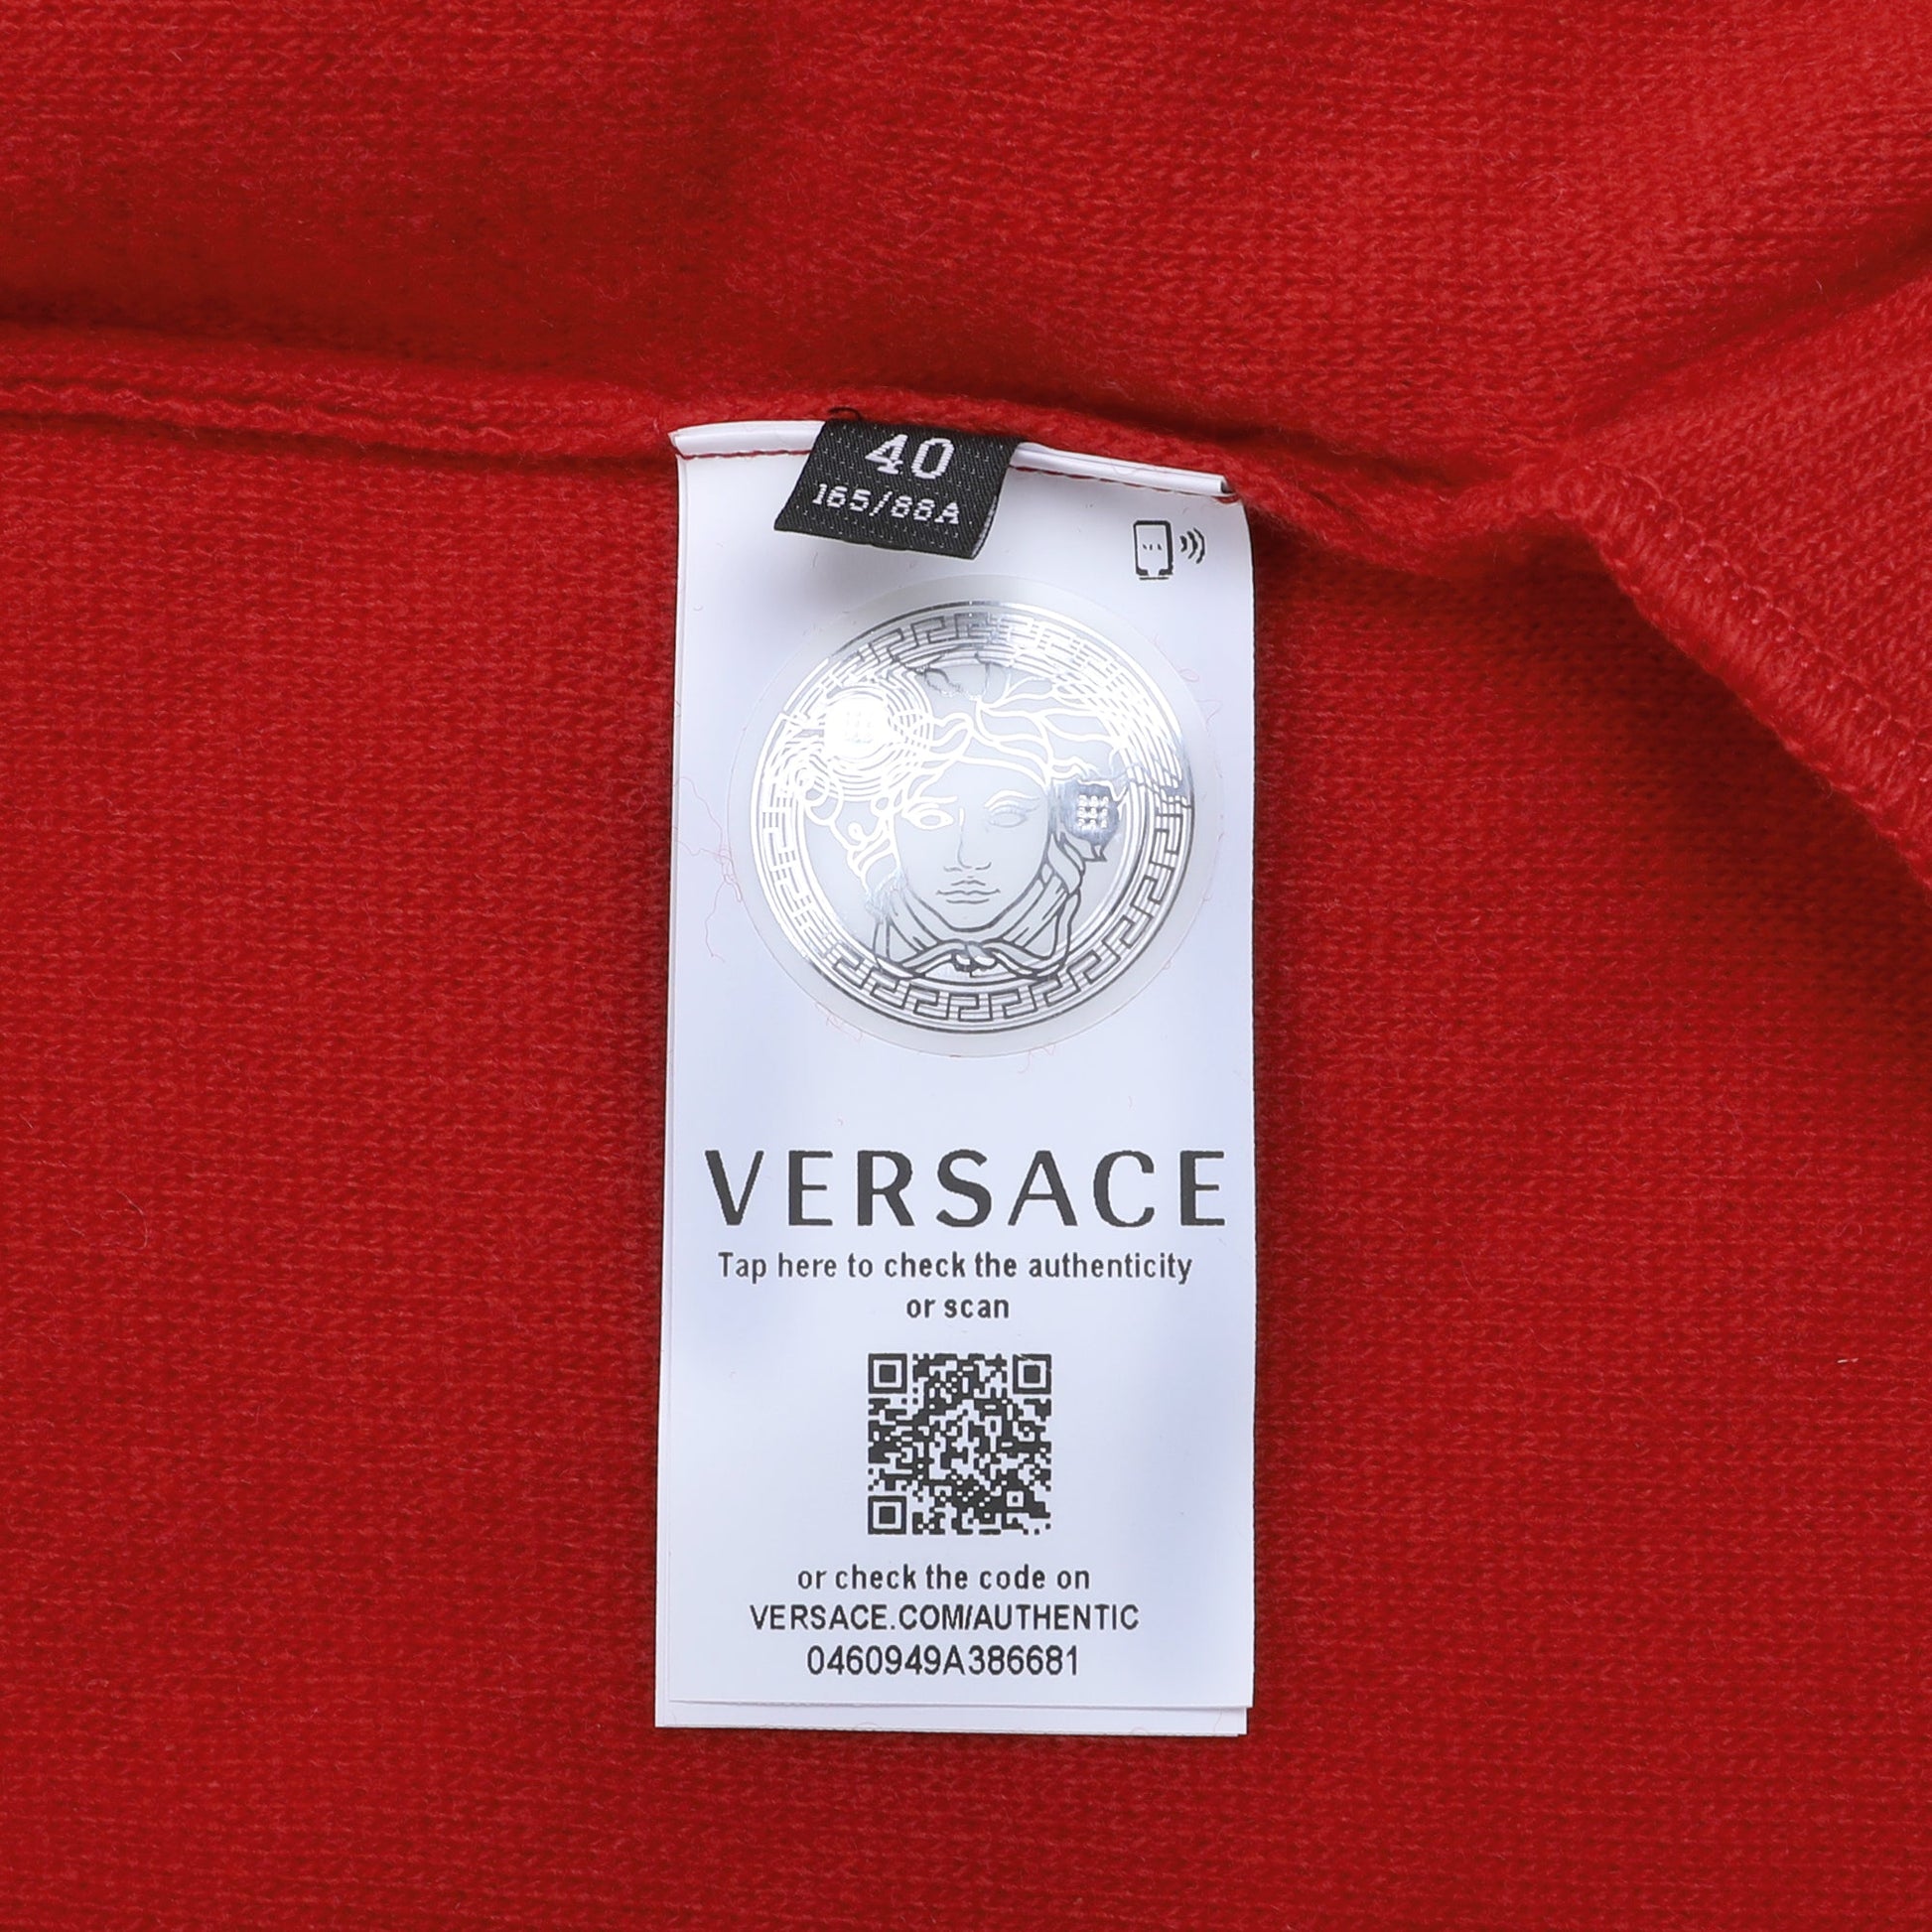 40
165/88A
VERSACE
Tap here to check the authenticity
or scan
or check the code on
VERSACE.COM/AUTHENTIC
0460949A386681